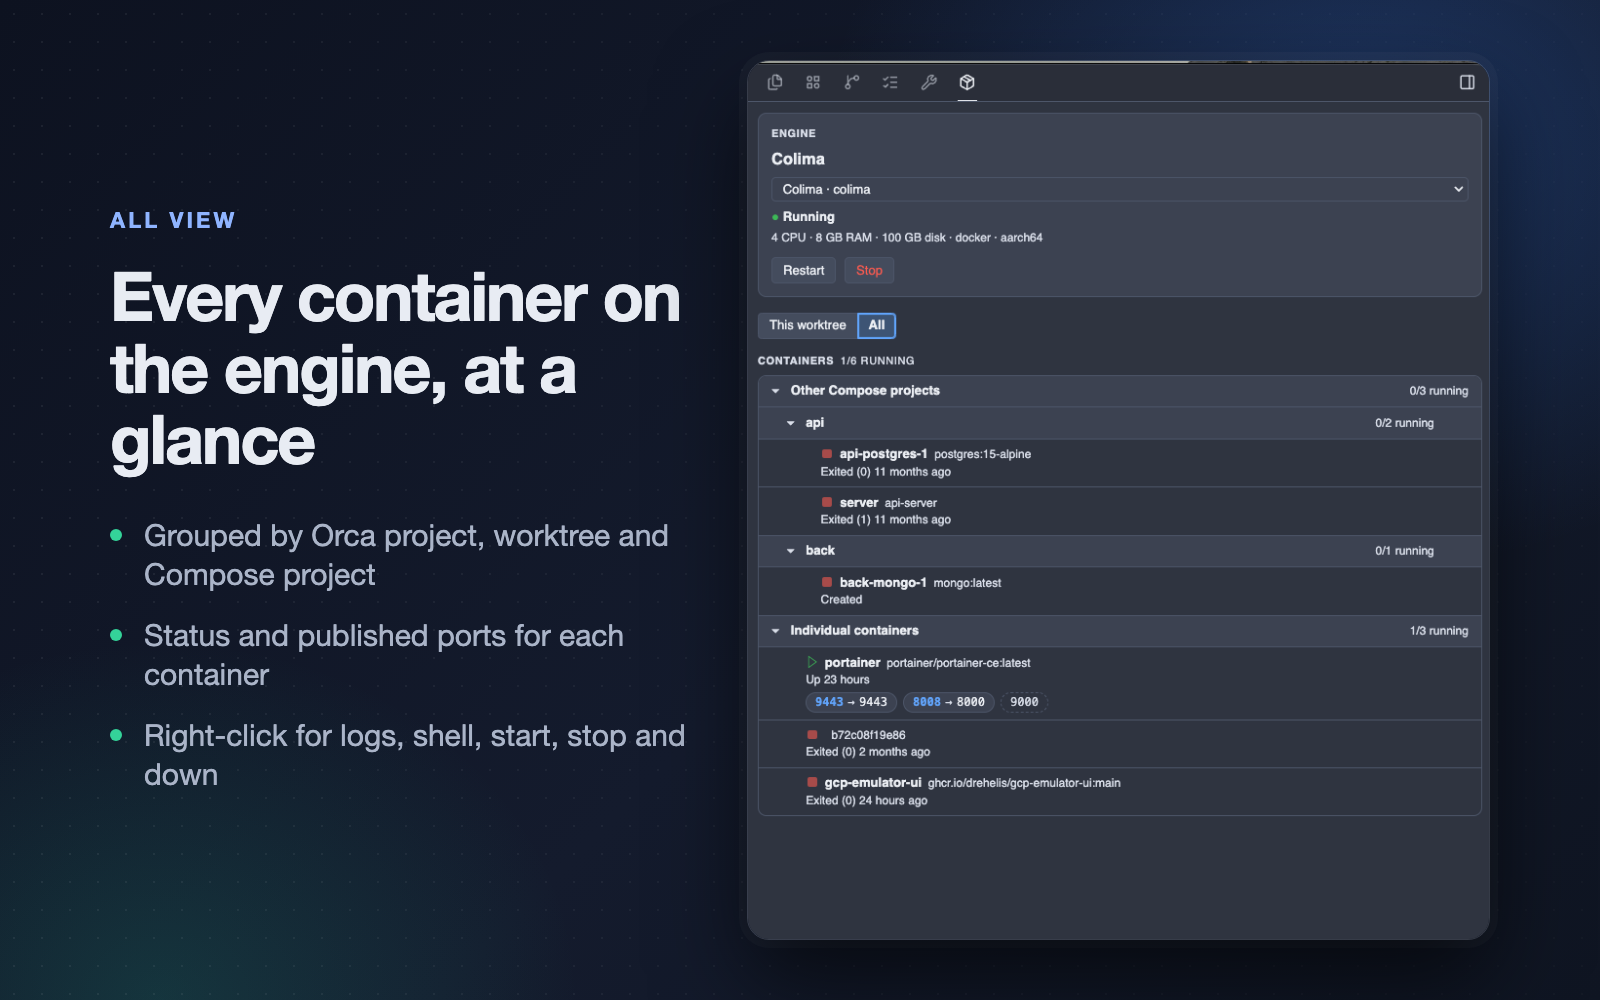 ALL VIEW
Every container on
the engine, at a
glance
Grouped by Orca project, worktree and
Compose project
Status and published ports for each
container
Right-click for logs, shell, start, stop and
down
ENGINE
Colima
Colima · colima
Running
4 CPU · 8 GB RAM · 100 GB disk · docker · aarch64
Restart Stop
This worktree All
CONTAINERS 1/6 RUNNING
Other Compose projects 0/3 running
api 0/2 running
api-postgres-1 postgres:15-alpine
Exited (0) 11 months ago
server api-server
Exited (1) 11 months ago
back 0/1 running
back-mongo-1 mongo:latest
Created
Individual containers 1/3 running
portainer portainer/portainer-ce:latest
Up 23 hours
9443 → 9443 8008 → 8000 9000
b72c08f19e86
Exited (0) 2 months ago
gcp-emulator-ui ghcr.io/drehelis/gcp-emulator-ui:main
Exited (0) 24 hours ago